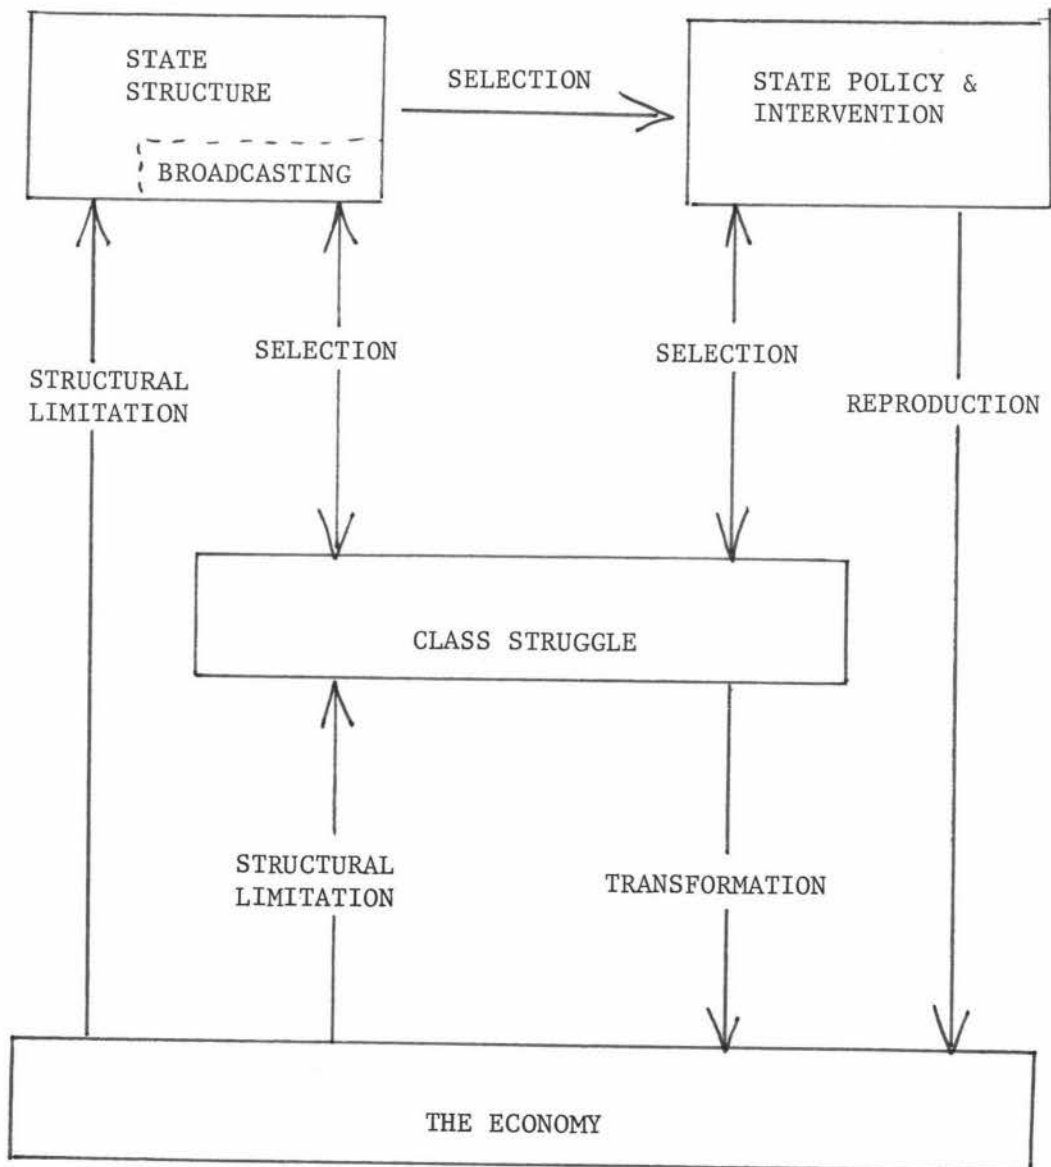 STATE
STRUCTURE
BROADCASTING
SELECTION
STATE POLICY &
INTERVENTION
STRUCTURAL
LIMITATION
SELECTION
SELECTION
REPRODUCTION
CLASS STRUGGLE
STRUCTURAL
LIMITATION
TRANSFORMATION
THE ECONOMY